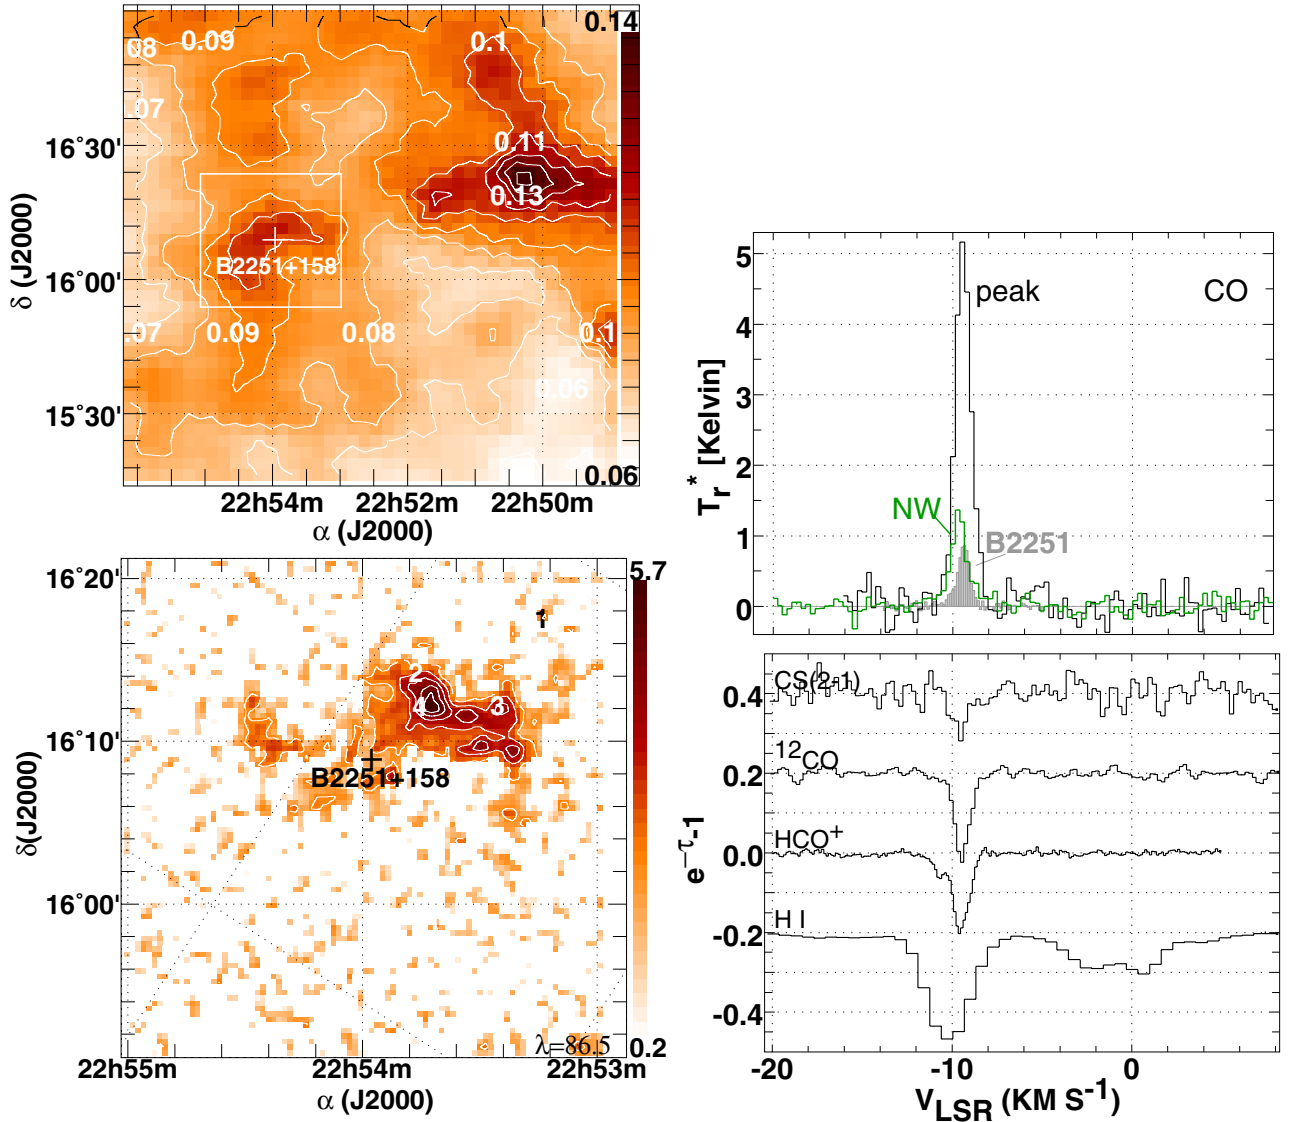 0.14
08
0.09
0.1
.07
16°30'
0.11
0.13
δ (J2000)
B2251+158
16°00'
.07
0.09
0.08
0.1
0.06
15°30'
0.06
22h54m
22h52m
22h50m
α (J2000)
16°20'
5.7
1
2
4
3
16°10'
B2251+158
δ(J2000)
16°00'
λ=86.5
0.2
22h55m
22h54m
22h53m
α (J2000)
5
peak
CO
4
3
2
1
0
Tr* [Kelvin]
NW
B2251
CS(2-1)
0.4
12CO
0.2
HCO+
0.0
H I
-0.2
-0.4
e-τ-1
-20
-10
0
VLSR (KM S-1)